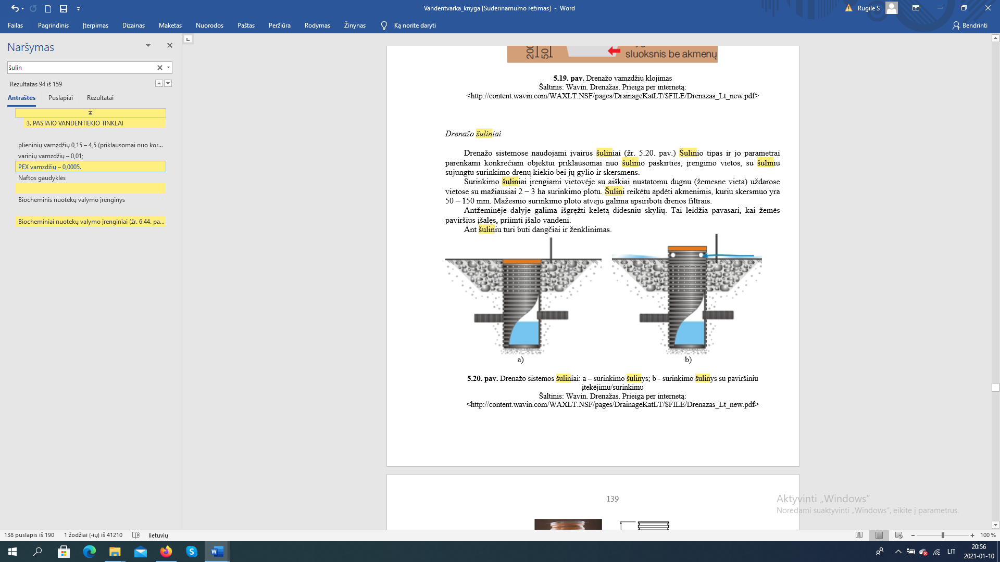 Vandentvarka_knyga [Suderinamumo režimas] - Word
Rugile S
Failas Pagrindinis Įterpimas Dizainas Maketas Nuorodos Paštas Peržiūra Rodymas Žinynas Ką norite daryti Bendrinti
Naršymas
šulin
Rezultatas 94 iš 159
Antraštės Puslapiai Rezultatai
3. PASTATO VANDENTIEKIO TINKLAI
plieninių vamzdžių 0,15 – 4,5 (priklausomai nuo kor...
varinių vamzdžių – 0,01;
PEX vamzdžių – 0,0005.
Naftos gaudyklės
Biocheminis nuotekų valymo įrenginys
Biocheminiai nuotekų valymo įrenginiai (žr. 6.44. pa...
200
50
sluoksnis be akmenų
5.19. pav. Drenažo vamzdžių klojimas
Šaltinis: Wavin. Drenažas. Prieiga per internetą:
<http://content.wavin.com/WAXLT.NSF/pages/DrainageKatLT/$FILE/Drenazas_Lt_new.pdf>
Drenažo šuliniai
Drenažo sistemose naudojami įvairus šuliniai (žr. 5.20. pav.) Šulinio tipas ir jo parametrai
parenkami konkrečiam objektui priklausomai nuo šulinio paskirties, įrengimo vietos, su šuliniu
sujungtu surinkimo drenų kiekio bei jų gylio ir skersmens.
Surinkimo šuliniai įrengiami vietovėje su aiškiai nustatomu dugnu (žemesne vieta) uždarose
vietose su mažiausiai 2 – 3 ha surinkimo plotu. Šulini reikėtu apdėti akmenimis, kuriu skersmuo yra
50 – 150 mm. Mažesnio surinkimo ploto atveju galima apsiriboti drenos filtrais.
Antžeminėje dalyje galima išgręžti keletą didesniu skylių. Tai leidžia pavasari, kai žemės
paviršius įšalęs, priimti įšalo vandeni.
Ant šuliniu turi buti dangčiai ir ženklinimas.
a) b)
5.20. pav. Drenažo sistemos šuliniai: a – surinkimo šulinys; b - surinkimo šulinys su paviršiniu
įtekėjimu/surinkimu
Šaltinis: Wavin. Drenažas. Prieiga per internetą:
<http://content.wavin.com/WAXLT.NSF/pages/DrainageKatLT/$FILE/Drenazas_Lt_new.pdf>
139
Aktyvinti „Windows“
Norėdami suaktyvinti „Windows“, eikite į parametrus.
138 puslapis iš 190 1 žodžiai (-ių) iš 41210 lietuvių
100 %
LIT
20:56
2021-01-10